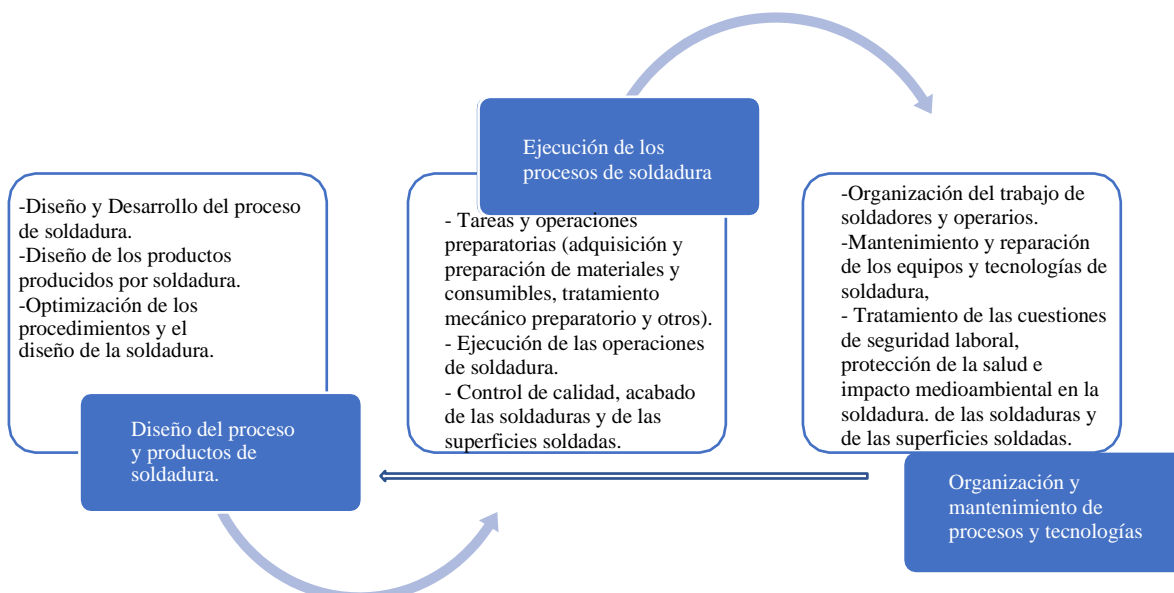 -Diseño y Desarrollo del proceso
de soldadura.
-Diseño de los productos
producidos por soldadura.
-Optimización de los
procedimientos y el
diseño de la soldadura.
Diseño del proceso
y productos de
soldadura.
Ejecución de los
procesos de soldadura
- Tareas y operaciones
preparatorias (adquisición y
preparación de materiales y
consumibles, tratamiento
mecánico preparatorio y otros).
- Ejecución de las operaciones
de soldadura.
- Control de calidad, acabado
de las soldaduras y de las
superficies soldadas.
-Organización del trabajo de
soldadores y operarios.
-Mantenimiento y reparación
de los equipos y tecnologías de
soldadura,
- Tratamiento de las cuestiones
de seguridad laboral,
protección de la salud e
impacto medioambiental en la
soldadura. de las soldaduras y
de las superficies soldadas.
Organización y
mantenimiento de
procesos y tecnologías